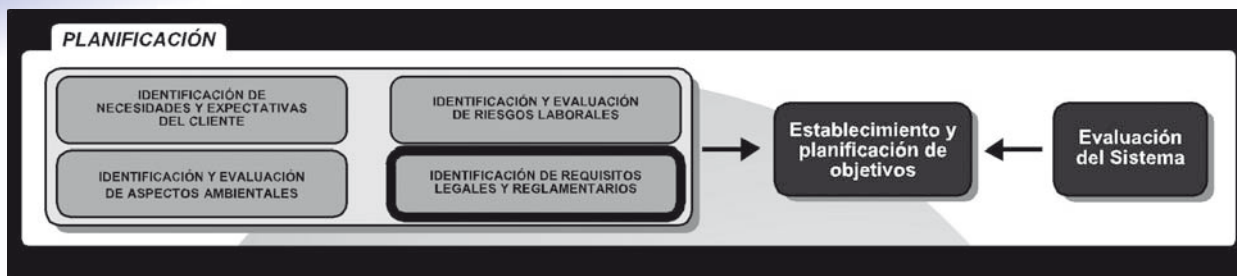 PLANIFICACIÓN
IDENTIFICACIÓN DE
NECESIDADES Y EXPECTATIVAS
DEL CLIENTE
IDENTIFICACIÓN Y EVALUACIÓN
DE RIESGOS LABORALES
IDENTIFICACIÓN Y EVALUACIÓN
DE ASPECTOS AMBIENTALES
IDENTIFICACIÓN DE REQUISITOS
LEGALES Y REGLAMENTARIOS
Establecimiento y
planificación de
objetivos
Evaluación
del Sistema